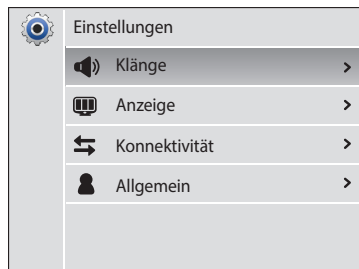 Einstellungen
Klänge
Anzeige
Konnektivität
Allgemein